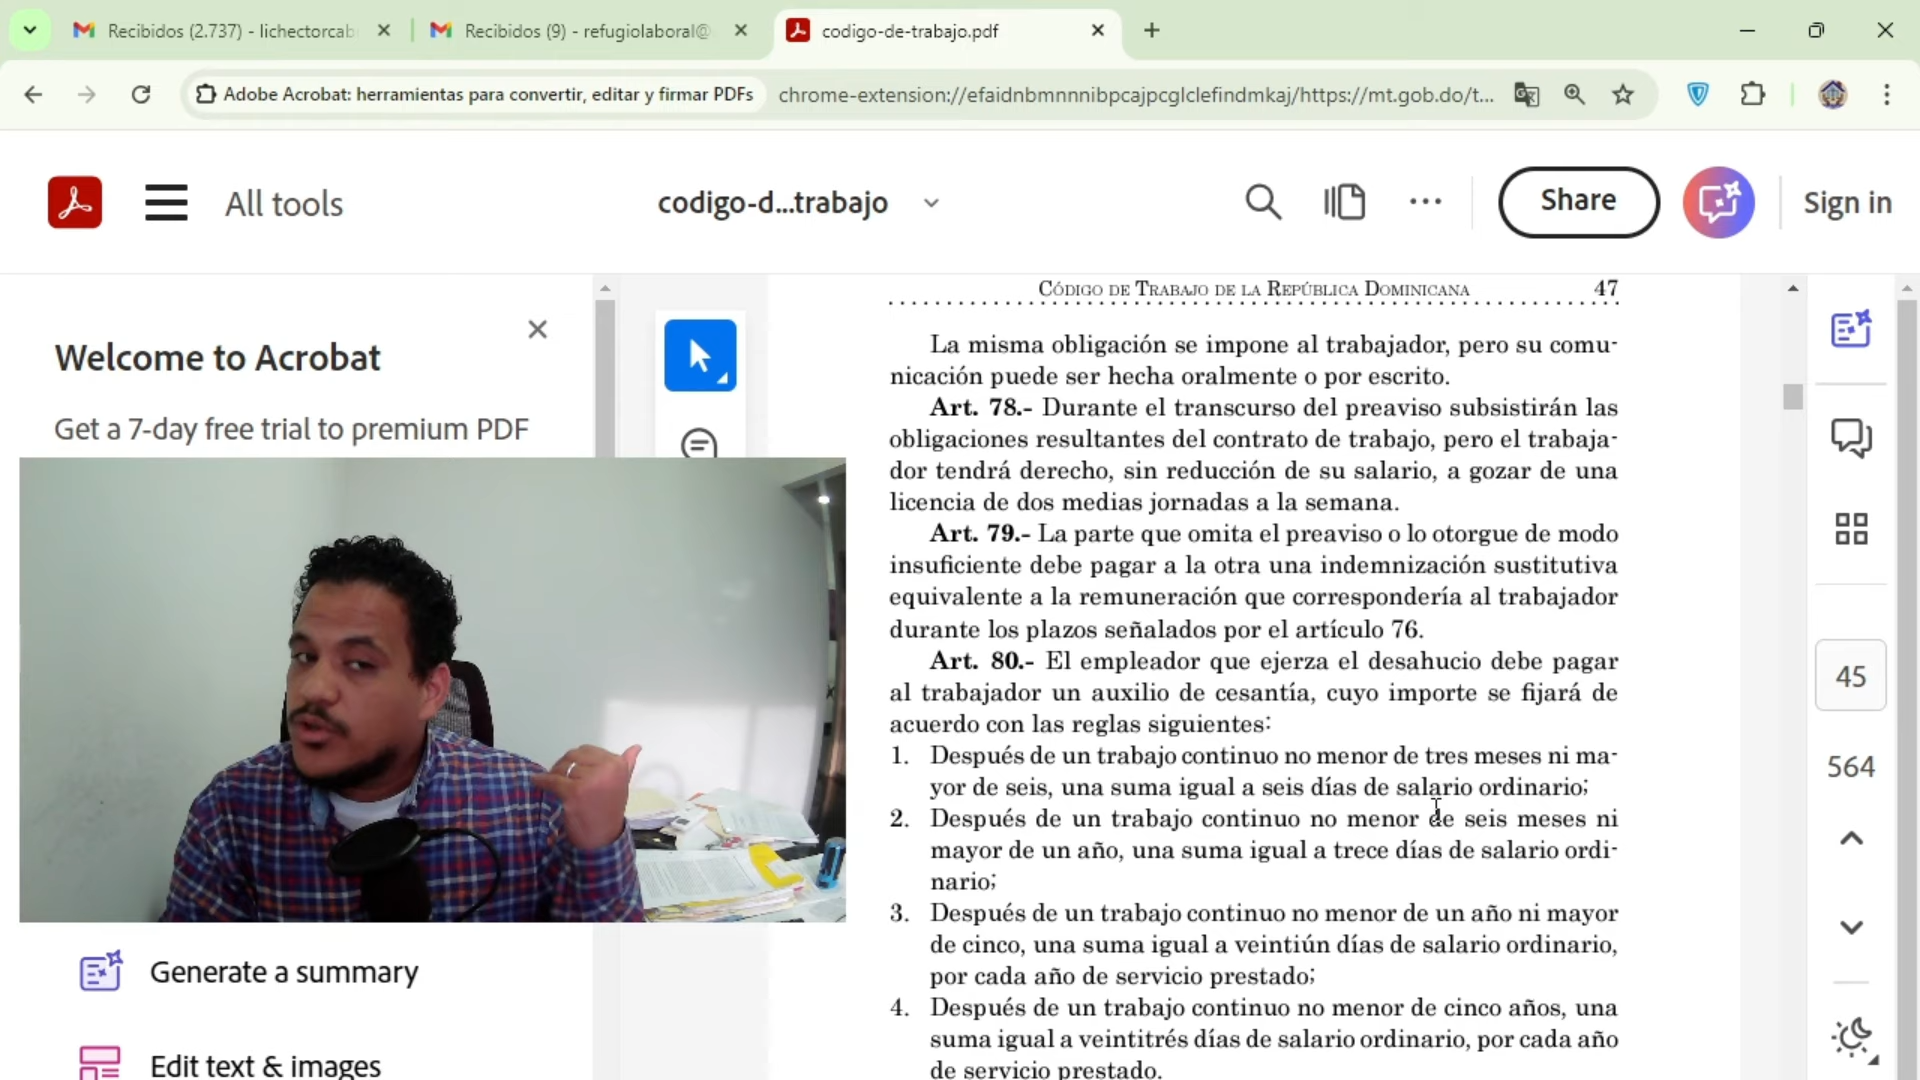 Recibidos (2.737) - lichectorcab
Recibidos (9) - refugiolaboral@
codigo-de-trabajo.pdf
Adobe Acrobat: herramientas para convertir, editar y firmar PDFs
chrome-extension://efaidnbmnnnibpcajpcglclefindmkaj/https://mt.gob.do/t...
All tools
codigo-d...trabajo
Share
Sign in
Welcome to Acrobat
Get a 7-day free trial to premium PDF
Generate a summary
Edit text & images
Código de Trabajo de la República Dominicana 47
La misma obligación se impone al trabajador, pero su comu-
nicación puede ser hecha oralmente o por escrito.
Art. 78.- Durante el transcurso del preaviso subsistirán las
obligaciones resultantes del contrato de trabajo, pero el trabaja-
dor tendrá derecho, sin reducción de su salario, a gozar de una
licencia de dos medias jornadas a la semana.
Art. 79.- La parte que omita el preaviso o lo otorgue de modo
insuficiente debe pagar a la otra una indemnización sustitutiva
equivalente a la remuneración que correspondería al trabajador
durante los plazos señalados por el artículo 76.
Art. 80.- El empleador que ejerza el desahucio debe pagar
al trabajador un auxilio de cesantía, cuyo importe se fijará de
acuerdo con las reglas siguientes:
1. Después de un trabajo continuo no menor de tres meses ni ma-
yor de seis, una suma igual a seis días de salario ordinario;
2. Después de un trabajo continuo no menor de seis meses ni
mayor de un año, una suma igual a trece días de salario ordi-
nario;
3. Después de un trabajo continuo no menor de un año ni mayor
de cinco, una suma igual a veintiún días de salario ordinario,
por cada año de servicio prestado;
4. Después de un trabajo continuo no menor de cinco años, una
suma igual a veintitrés días de salario ordinario, por cada año
de servicio prestado.
45
564